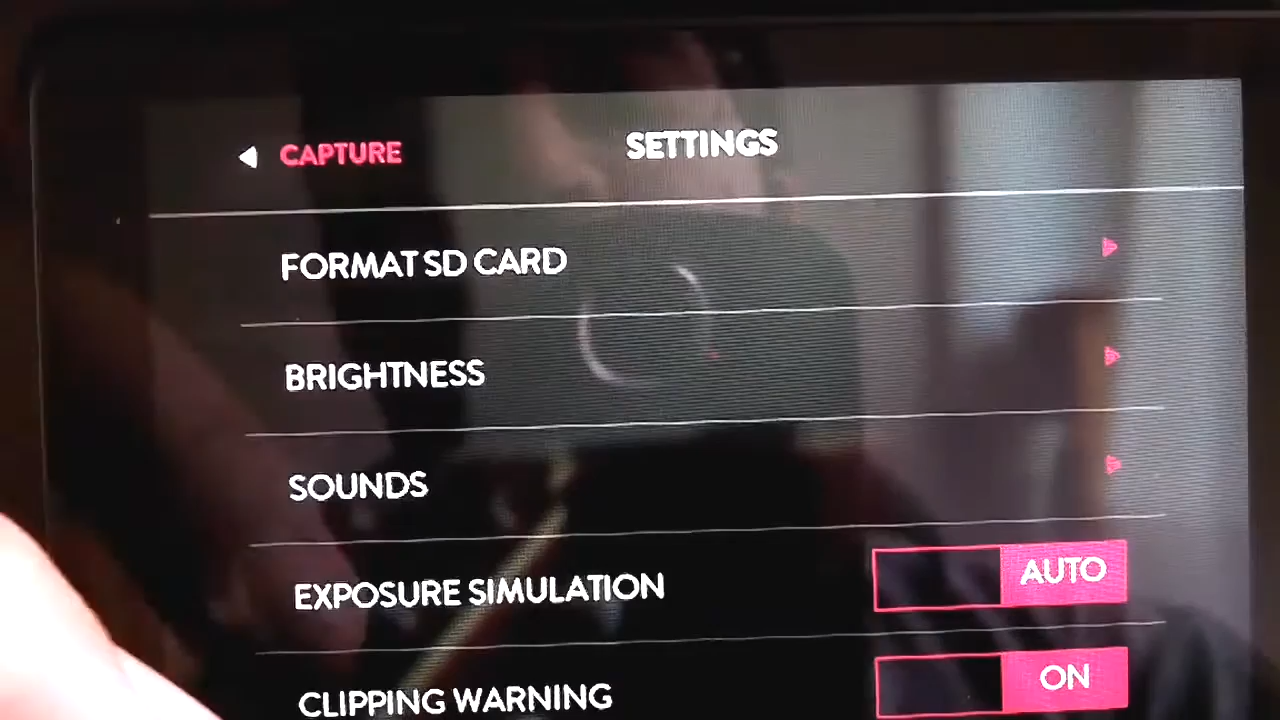 CAPTURE
SETTINGS
FORMAT SD CARD
BRIGHTNESS
SOUNDS
EXPOSURE SIMULATION
AUTO
CLIPPING WARNING
ON